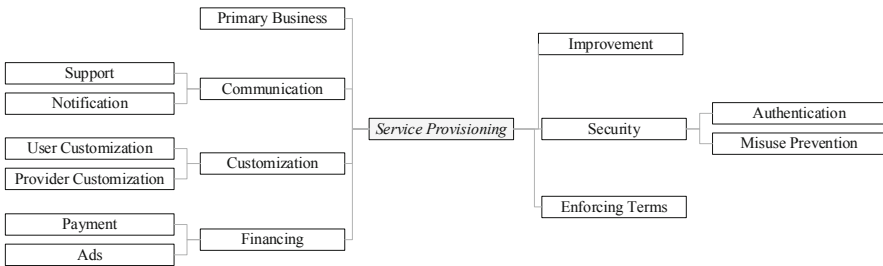 Primary Business
Improvement
Support
Communication
Notification
Authentication
Service Provisioning
Security
User Customization
Misuse Prevention
Customization
Provider Customization
Enforcing Terms
Payment
Financing
Ads